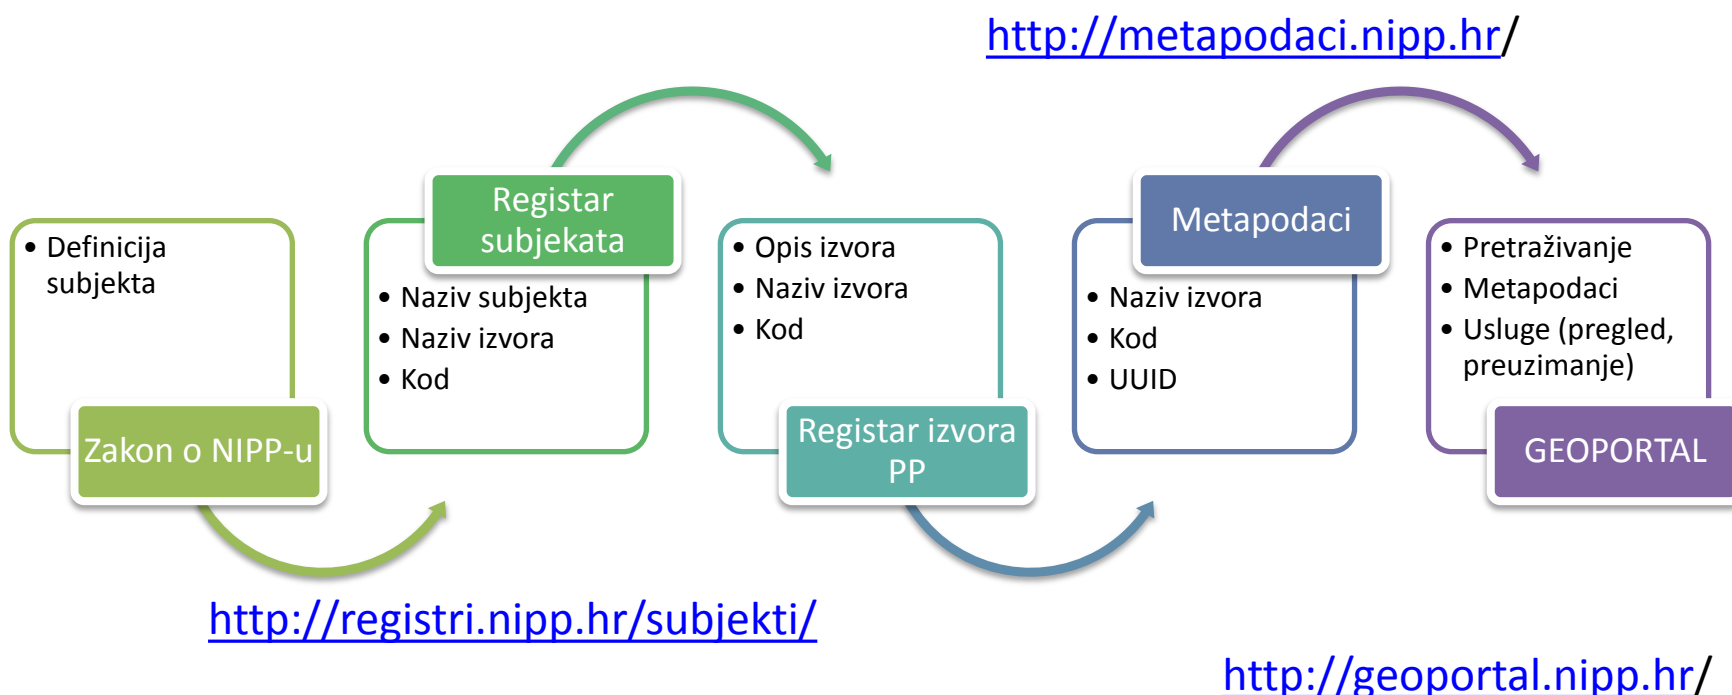 http://metapodaci.nipp.hr/
• Definicija
subjekta
Zakon o NIPP-u
Registar
subjekata
• Naziv subjekta
• Naziv izvora
• Kod
• Opis izvora
• Naziv izvora
• Kod
Registar izvora
PP
Metapodaci
• Naziv izvora
• Kod
• UUID
• Pretraživanje
• Metapodaci
• Usluge (pregled,
preuzimanje)
GEOPORTAL
http://registri.nipp.hr/subjekti/
http://geoportal.nipp.hr/